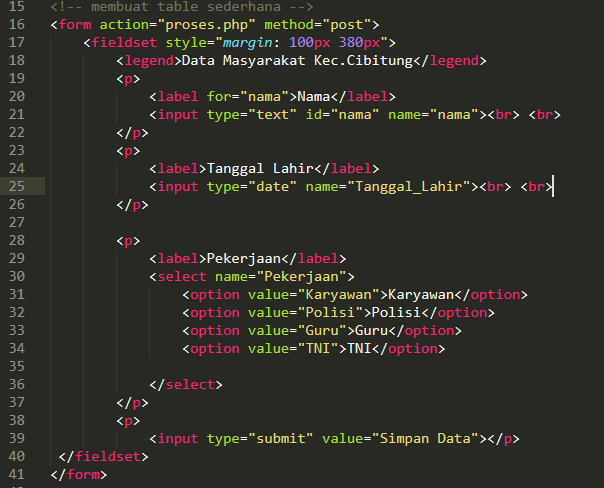 15 <!-- membuat table sederhana -->
16 <form action="proses.php" method="post">
17 <fieldset style="margin: 100px 380px">
18 <legend>Data Masyarakat Kec.Cibitung</legend>
19 <p>
20 <label for="nama">Nama</label>
21 <input type="text" id="nama" name="nama"><br> <br>
22 </p>
23 <p>
24 <label>Tanggal Lahir</label>
25 <input type="date" name="Tanggal_Lahir"><br> <br>
26 </p>
27
28 <p>
29 <label>Pekerjaan</label>
30 <select name="Pekerjaan">
31 <option value="Karyawan">Karyawan</option>
32 <option value="Polisi">Polisi</option>
33 <option value="Guru">Guru</option>
34 <option value="TNI">TNI</option>
35
36 </select>
37 </p>
38 <p>
39 <input type="submit" value="Simpan Data"></p>
40 </fieldset>
41 </form>